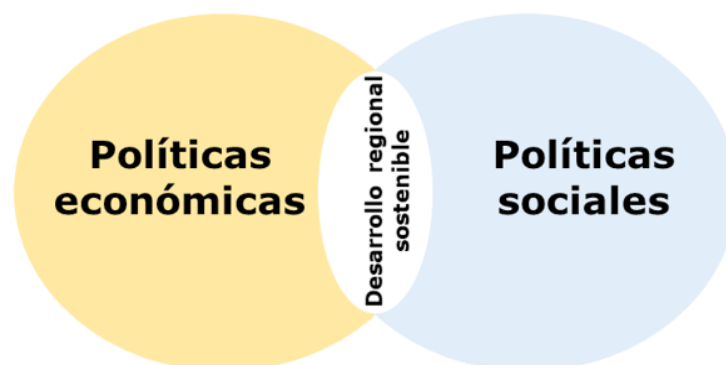 Políticas
económicas
Desarrollo regional
sostenible
Políticas
sociales